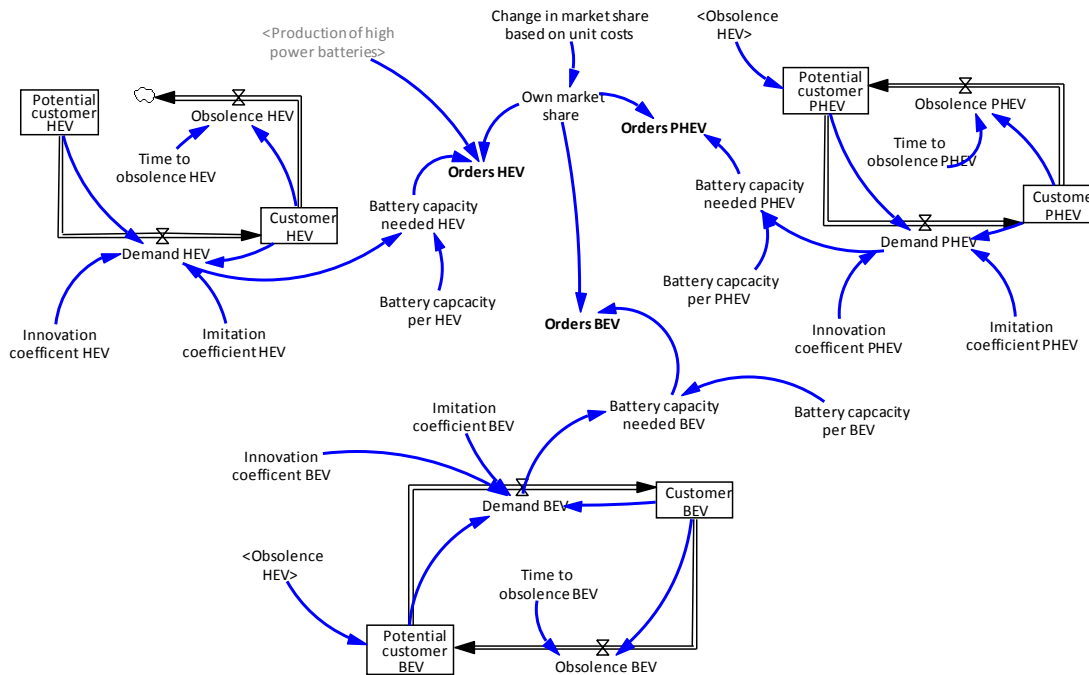 Change in market share
based on unit costs
<Obsolence
HEV>
<Production of high
power batteries>
Potential
customer
HEV
Obsolence HEV
Own market
share
Potential
customer
PHEV
Obsolence PHEV
Orders PHEV
Time to
obsolence HEV
Time to
obsolence PHEV
Orders HEV
Battery capacity
needed HEV
Battery capacity
needed PHEV
Customer
HEV
Customer
PHEV
Demand HEV
Demand PHEV
Battery capcacity
per HEV
Battery capcacity
per PHEV
Orders BEV
Innovation
coefficent HEV
Imitation
coefficient HEV
Innovation
coefficent PHEV
Imitation
coefficient PHEV
Imitation
coefficient BEV
Battery capcacity
needed BEV
Battery capcacity
per BEV
Innovation
coefficent BEV
Demand BEV
Customer
BEV
<Obsolence
HEV>
Time to
obsolence BEV
Potential
customer
BEV
Obsolence BEV